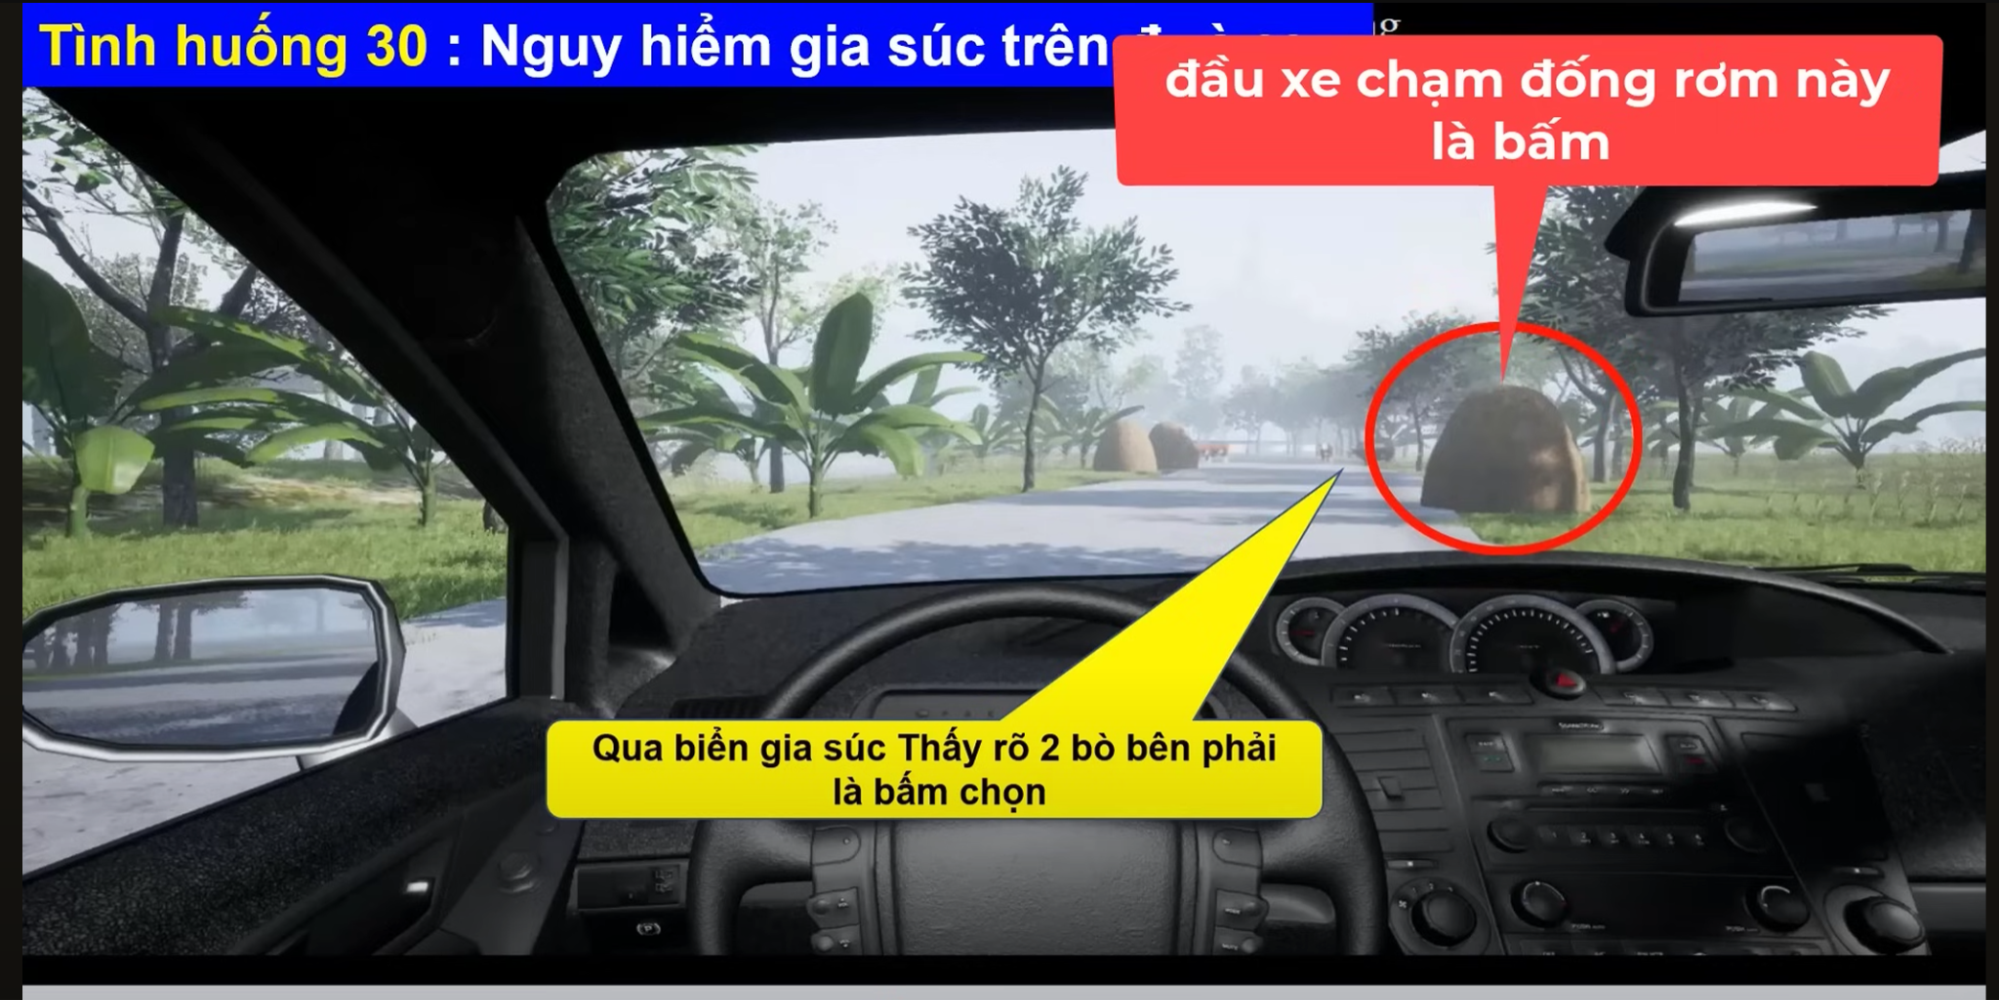 Tình huống 30 : Nguy hiểm gia súc trên
đầu xe chạm đống rơm này
là bấm
Qua biển gia súc Thấy rõ 2 bò bên phải
là bấm chọn